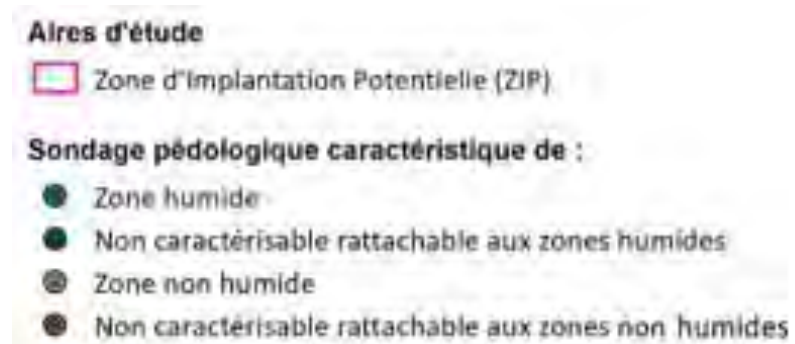 Aires d'étude
Zone d'Implantation Potentielle (ZIP)
Sondage pédologique caractéristique de :
Zone humide
Non caractérisable rattachable aux zones humides
Zone non humide
Non caractérisable rattachable aux zones non humides